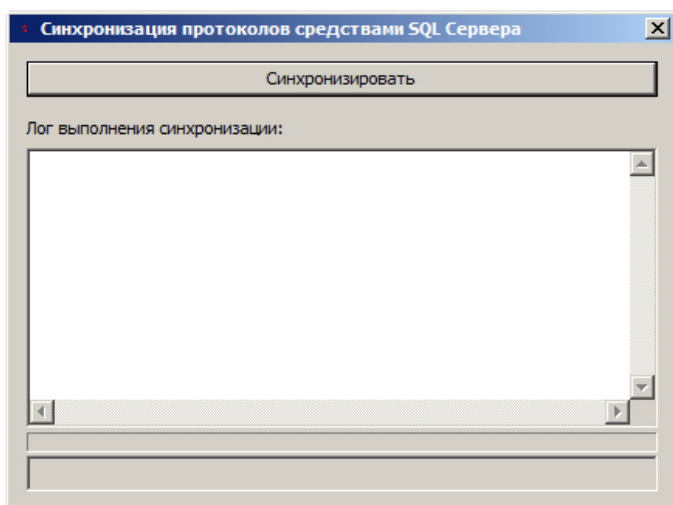 Синхронизация протоколов средствами SQL Сервера
Синхронизировать
Лог выполнения синхронизации: